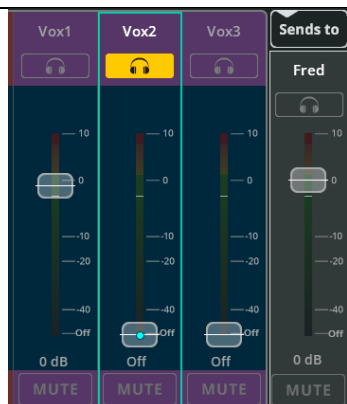 Vox1 Vox2 Vox3 Sends to
Fred
10 10 10 10
0 0 0 0
-10 -10 -10 -10
-20 -20 -20 -20
-40 -40 -40 -40
Off Off Off Off
0 dB Off Off 0 dB
MUTE MUTE MUTE MUTE